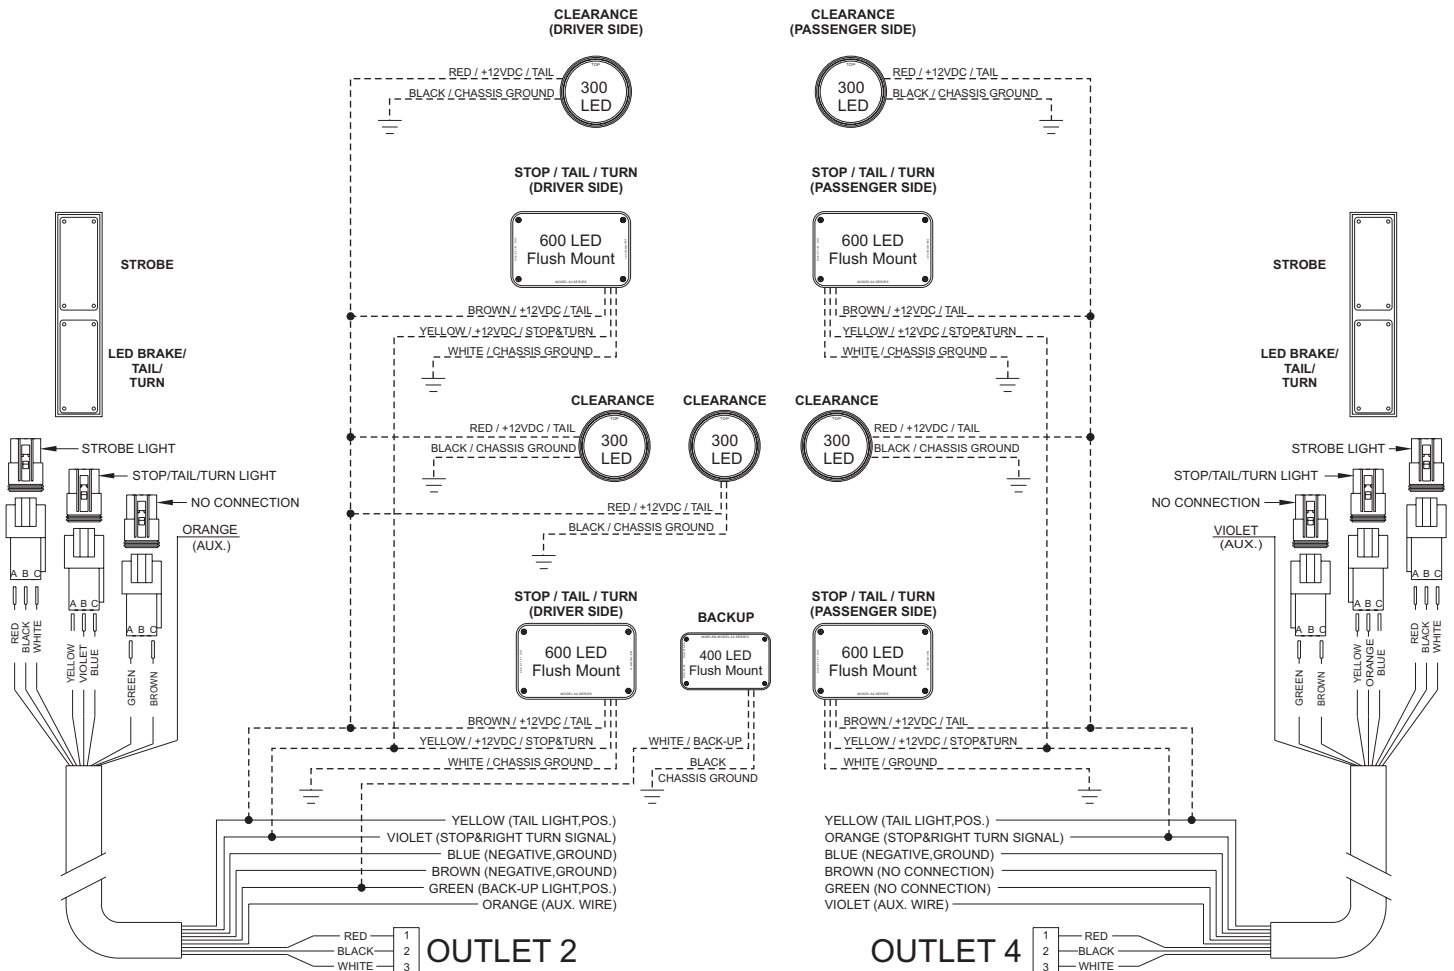 CLEARANCE
(DRIVER SIDE)
CLEARANCE
(PASSENGER SIDE)
TOP
300
LED
RED / +12VDC / TAIL
BLACK / CHASSIS GROUND
TOP
300
LED
RED / +12VDC / TAIL
BLACK / CHASSIS GROUND
STOP / TAIL / TURN
(DRIVER SIDE)
STOP / TAIL / TURN
(PASSENGER SIDE)
600 LED
Flush Mount
600 LED
Flush Mount
BROWN / +12VDC / TAIL
YELLOW / +12VDC / STOP&TURN
WHITE / CHASSIS GROUND
BROWN / +12VDC / TAIL
YELLOW / +12VDC / STOP&TURN
WHITE / CHASSIS GROUND
STROBE
LED BRAKE/
TAIL/
TURN
STROBE
LED BRAKE/
TAIL/
TURN
CLEARANCE
CLEARANCE
CLEARANCE
TOP
300
LED
TOP
300
LED
TOP
300
LED
RED / +12VDC / TAIL
BLACK / CHASSIS GROUND
RED / +12VDC / TAIL
BLACK / CHASSIS GROUND
RED / +12VDC / TAIL
BLACK / CHASSIS GROUND
STROBE LIGHT
STOP/TAIL/TURN LIGHT
NO CONNECTION
ORANGE
(AUX.)
A B C
A B C
A B C
RED
BLACK
WHITE
YELLOW
VIOLET
BLUE
GREEN
BROWN
STROBE LIGHT
STOP/TAIL/TURN LIGHT
NO CONNECTION
VIOLET
(AUX.)
A B C
A B C
A B C
GREEN
BROWN
YELLOW
ORANGE
BLUE
RED
BLACK
WHITE
STOP / TAIL / TURN
(DRIVER SIDE)
BACKUP
STOP / TAIL / TURN
(PASSENGER SIDE)
600 LED
Flush Mount
400 LED
Flush Mount
600 LED
Flush Mount
BROWN / +12VDC / TAIL
YELLOW / +12VDC / STOP&TURN
WHITE / CHASSIS GROUND
WHITE / BACK-UP
BLACK
CHASSIS GROUND
BROWN / +12VDC / TAIL
YELLOW / +12VDC / STOP&TURN
WHITE / GROUND
YELLOW (TAIL LIGHT,POS.)
VIOLET (STOP&RIGHT TURN SIGNAL)
BLUE (NEGATIVE,GROUND)
BROWN (NEGATIVE,GROUND)
GREEN (BACK-UP LIGHT,POS.)
ORANGE (AUX. WIRE)
YELLOW (TAIL LIGHT,POS.)
ORANGE (STOP&RIGHT TURN SIGNAL)
BLUE (NEGATIVE,GROUND)
BROWN (NO CONNECTION)
GREEN (NO CONNECTION)
VIOLET (AUX. WIRE)
RED 1
BLACK 2
WHITE 3
OUTLET 2
OUTLET 4
1 RED
2 BLACK
3 WHITE